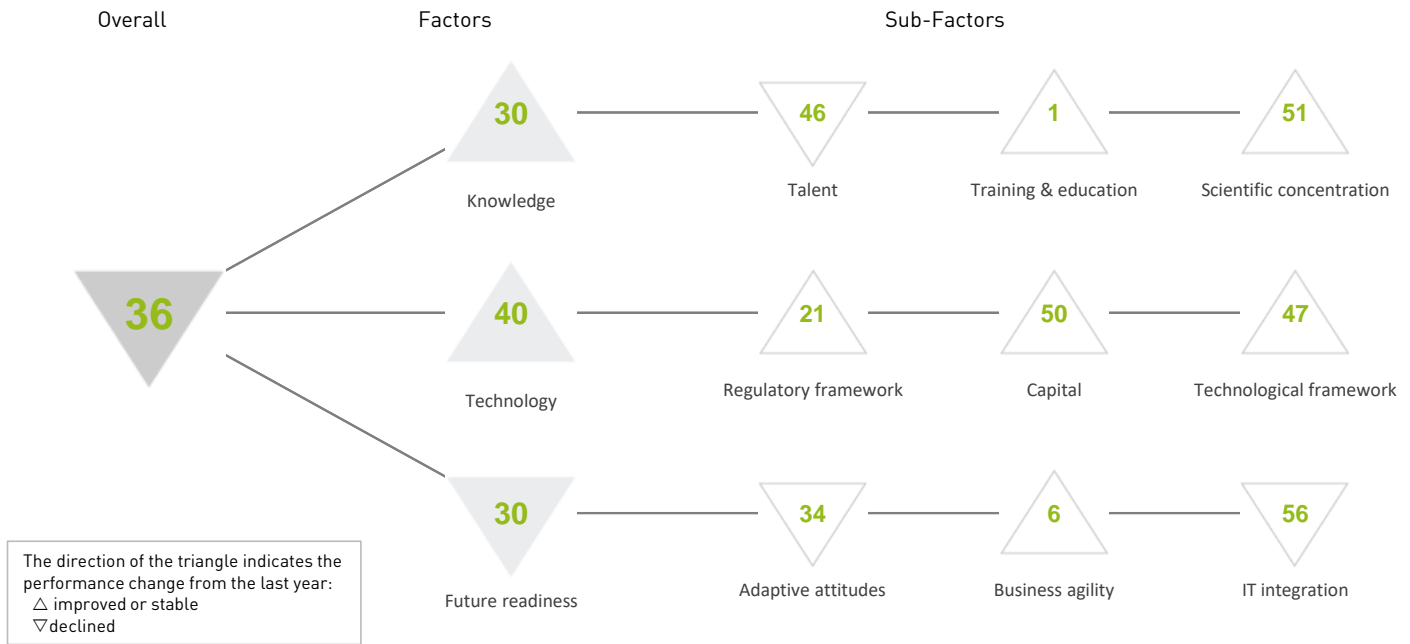 Overall
Factors
Sub-Factors
30
46
1
51
Knowledge
Talent
Training & education
Scientific concentration
36
40
21
50
47
Technology
Regulatory framework
Capital
Technological framework
30
34
6
56
Future readiness
Adaptive attitudes
Business agility
IT integration
The direction of the triangle indicates the
performance change from the last year:
△ improved or stable
▽declined